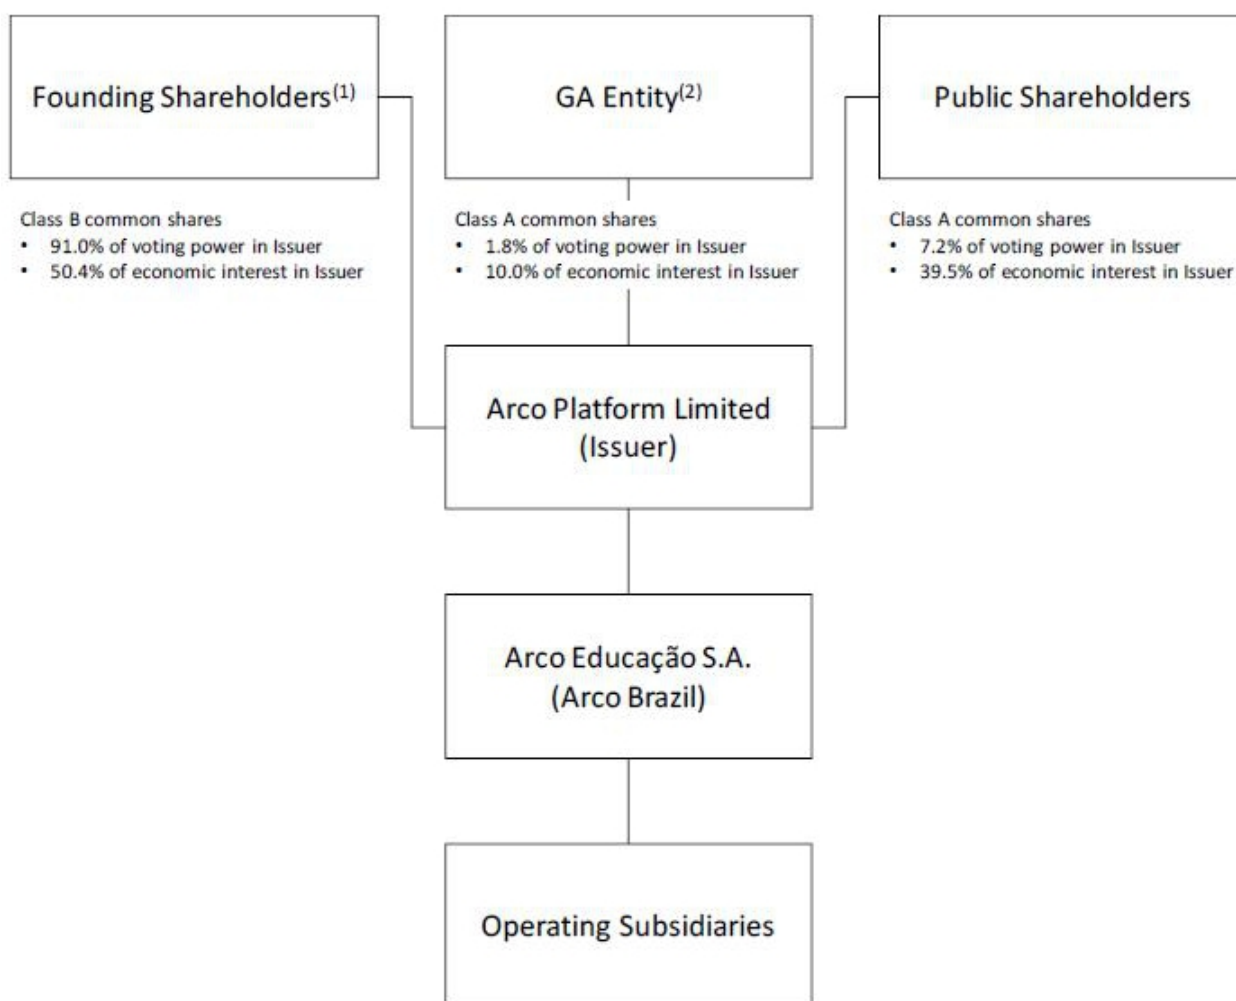 Founding Shareholders(1)
GA Entity(2)
Public Shareholders
Class B common shares
• 91.0% of voting power in Issuer
• 50.4% of economic interest in Issuer
Class A common shares
• 1.8% of voting power in Issuer
• 10.0% of economic interest in Issuer
Class A common shares
• 7.2% of voting power in Issuer
• 39.5% of economic interest in Issuer
Arco Platform Limited
(Issuer)
Arco Educação S.A.
(Arco Brazil)
Operating Subsidiaries